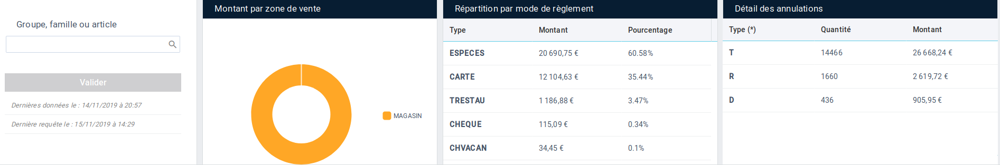 Groupe, famille ou article
Valider
Dernières données le : 14/11/2019 à 20:57
Dernière requête le : 15/11/2019 à 14:29
Montant par zone de vente
MAGASIN
Répartition par mode de règlement
Type Montant Pourcentage
ESPECES 20 690,75 € 60.58%
CARTE 12 104,63 € 35.44%
TRESTAU 1 186,88 € 3.47%
CHEQUE 115,09 € 0.34%
CHVACAN 34,45 € 0.1%
Détail des annulations
Type (*) Quantité Montant
T 14466 26 668,24 €
R 1660 2 619,72 €
D 436 905,95 €